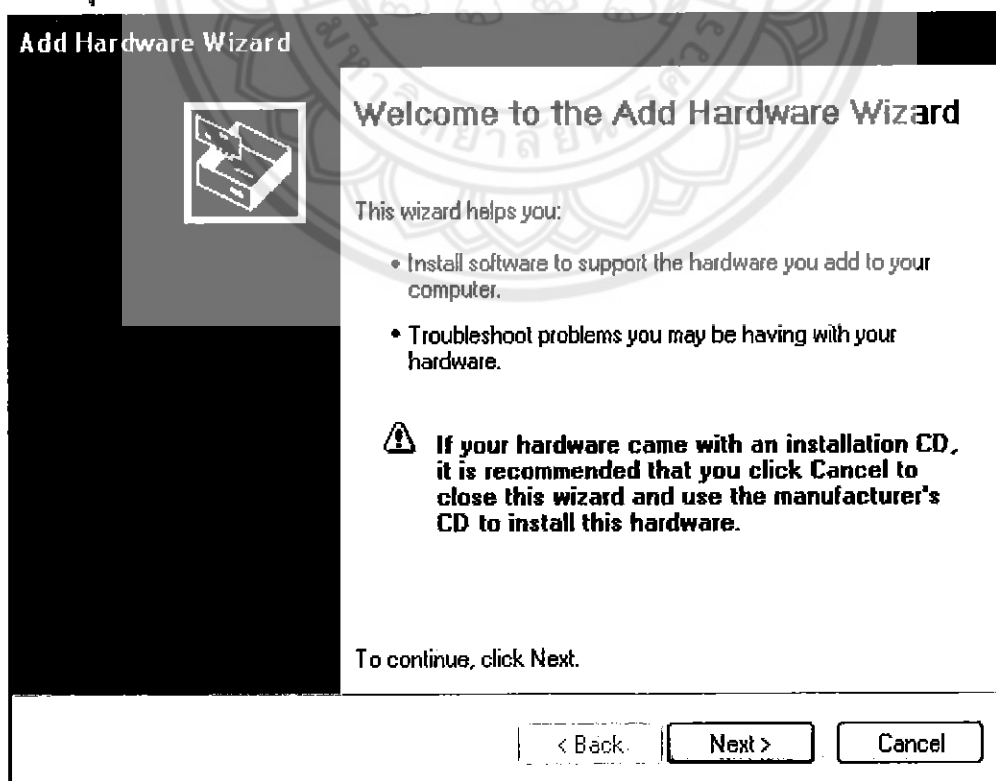 Add Hardware Wizard
Welcome to the Add Hardware Wizard
This wizard helps you:
• Install software to support the hardware you add to your
computer.
• Troubleshoot problems you may be having with your
hardware.
If your hardware came with an installation CD,
it is recommended that you click Cancel to
close this wizard and use the manufacturer's
CD to install this hardware.
To continue, click Next.
< Back Next > Cancel